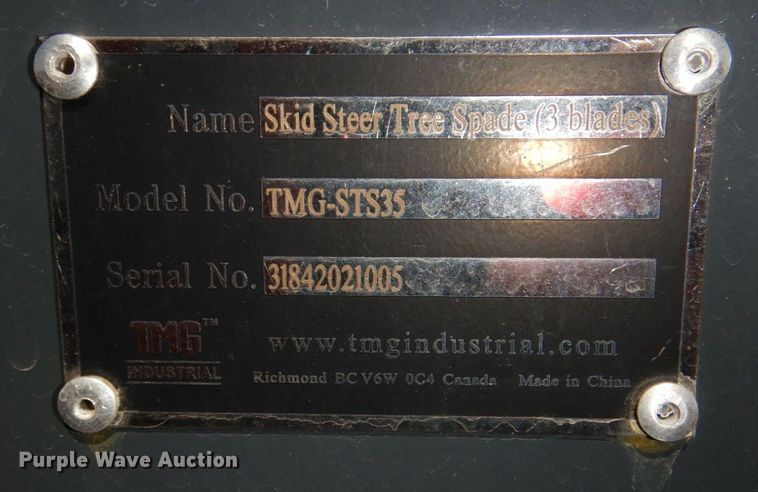 Name Skid Steer Tree Spade (3 blades)
Model No. TMG-STS35
Serial No. 31842021005
TMG™
INDUSTRIAL
www.tmgindustrial.com
Richmond BC V6W 0C4 Canada Made in China
Purple Wave Auction